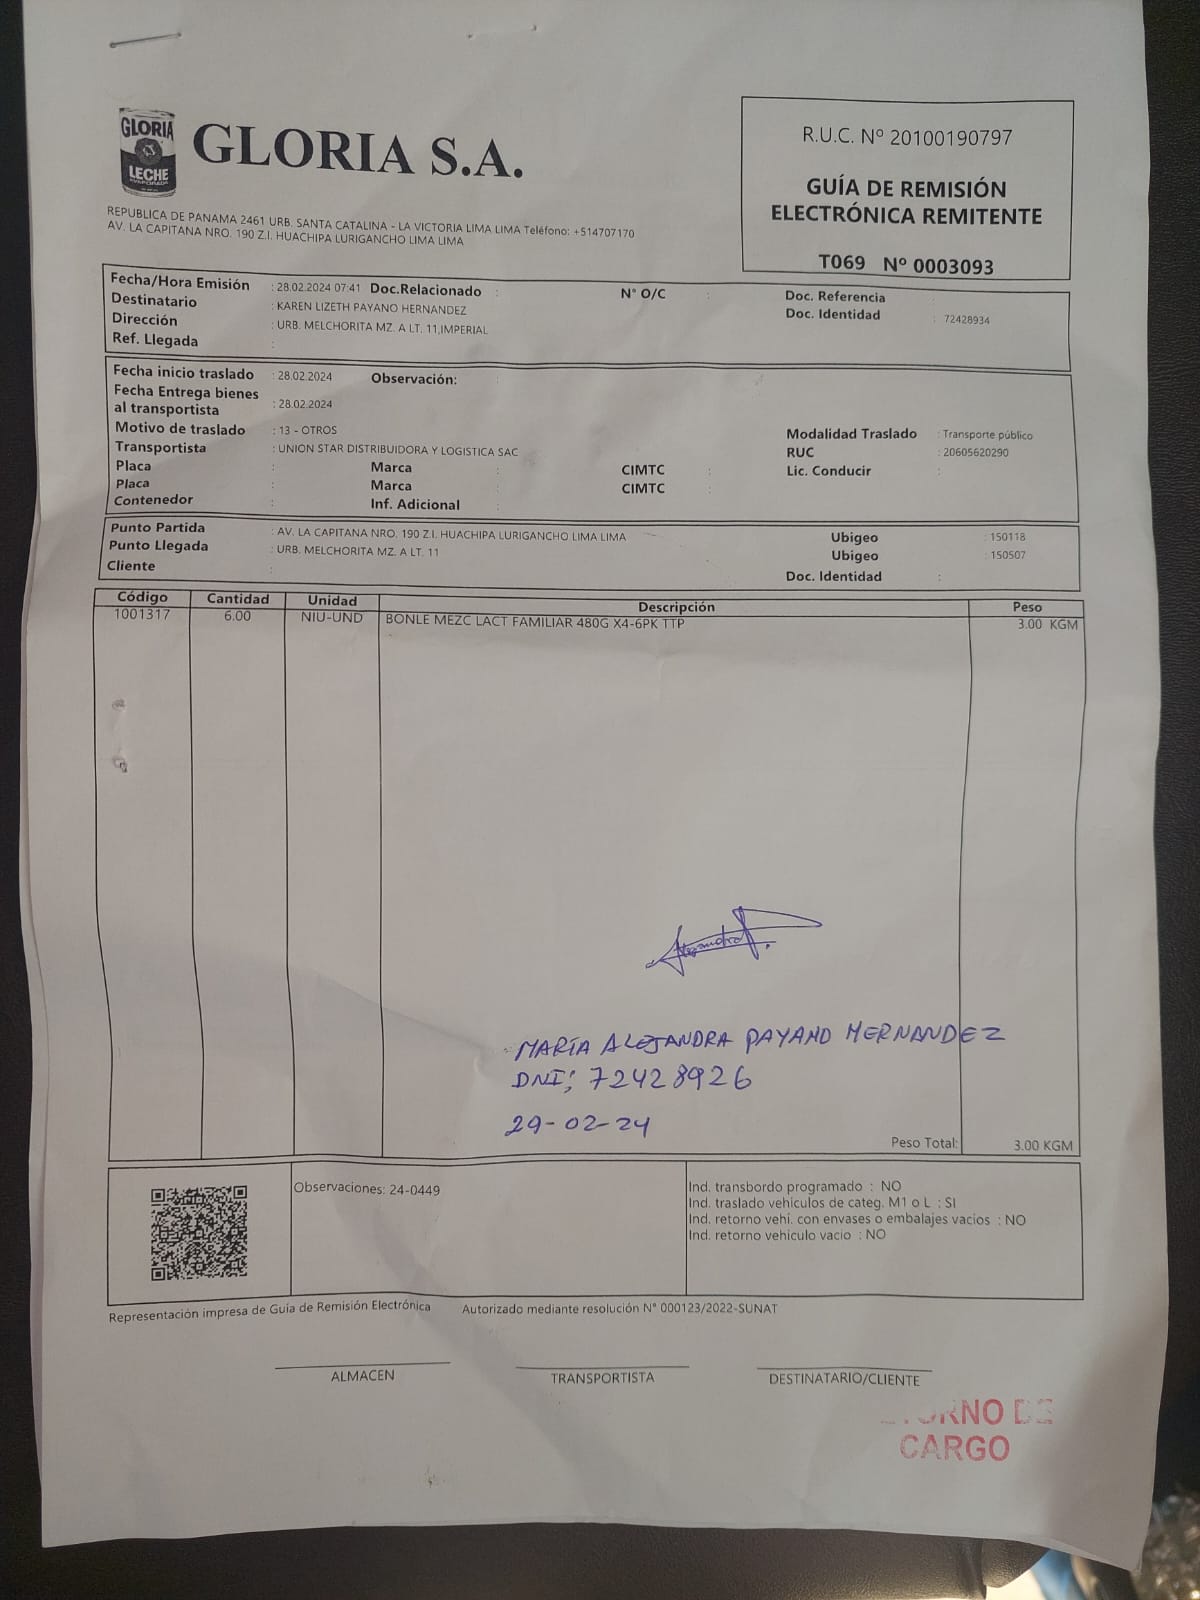 GLORIA
LECHE
GLORIA S.A.
REPUBLICA DE PANAMA 2461 URB. SANTA CATALINA - LA VICTORIA LIMA LIMA Teléfono: +514707170
AV. LA CAPITANA NRO. 190 Z.I. HUACHIPA LURIGANCHO LIMA LIMA
R.U.C. Nº 20100190797
GUÍA DE REMISIÓN
ELECTRÓNICA REMITENTE
T069 Nº 0003093
Fecha/Hora Emisión : 28.02.2024 07:41 Doc.Relacionado : N° O/C : Doc. Referencia
Destinatario : KAREN LIZETH PAYANO HERNANDEZ Doc. Identidad : 72428934
Dirección : URB. MELCHORITA MZ. A LT. 11,IMPERIAL
Ref. Llegada :
Fecha inicio traslado : 28.02.2024 Observación: :
Fecha Entrega bienes
al transportista : 28.02.2024
Motivo de traslado : 13 - OTROS Modalidad Traslado : Transporte público
Transportista : UNION STAR DISTRIBUIDORA Y LOGISTICA SAC RUC : 20605620290
Placa : Marca : CIMTC : Lic. Conducir :
Placa : Marca : CIMTC :
Contenedor : Inf. Adicional :
Punto Partida : AV. LA CAPITANA NRO. 190 Z.I. HUACHIPA LURIGANCHO LIMA LIMA Ubigeo : 150118
Punto Llegada : URB. MELCHORITA MZ. A LT. 11 Ubigeo : 150507
Cliente : Doc. Identidad :
Código Cantidad Unidad Descripción Peso
1001317 6.00 NIU-UND BONLE MEZC LACT FAMILIAR 480G X4-6PK TTP 3.00 KGM
MARÍA ALEJANDRA PAYANO HERNANDEZ
DNI: 72428926
29-02-24
Peso Total: 3.00 KGM
Observaciones: 24-0449
Ind. transbordo programado : NO
Ind. traslado vehiculos de categ. M1 o L : SI
Ind. retorno vehi. con envases o embalajes vacios : NO
Ind. retorno vehiculo vacio : NO
Representación impresa de Guia de Remisión Electrónica Autorizado mediante resolución N° 000123/2022-SUNAT
ALMACEN TRANSPORTISTA DESTINATARIO/CLIENTE
DE
CARGO